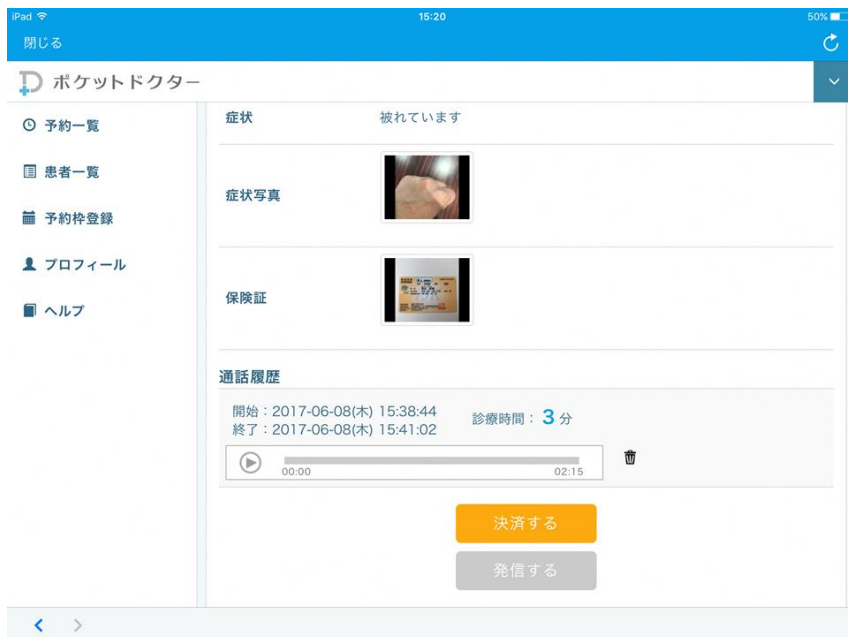 iPad 15:20 50%
閉じる
ポケットドクター
予約一覧
患者一覧
予約枠登録
プロフィール
ヘルプ
症状 被れています
症状写真
保険証
通話履歴
開始：2017-06-08(木) 15:38:44
終了：2017-06-08(木) 15:41:02
診療時間： 3 分
00:00 02:15
決済する
発信する